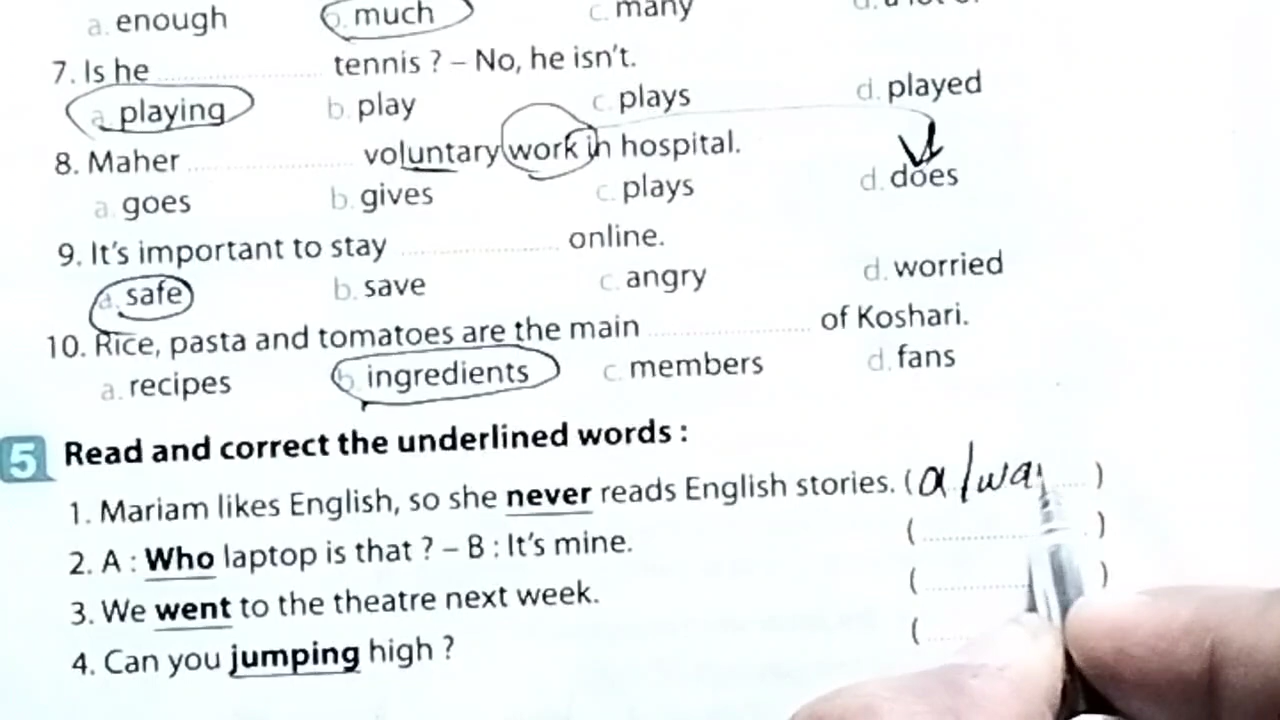 a. enough b. much c. many
7. Is he .................... tennis ? – No, he isn't.
a. playing b. play c. plays d. played
8. Maher .................... voluntary work in hospital.
a. goes b. gives c. plays d. does
9. It's important to stay .................... online.
a. safe b. save c. angry d. worried
10. Rice, pasta and tomatoes are the main .................... of Koshari.
a. recipes b. ingredients c. members d. fans
5 Read and correct the underlined words :
1. Mariam likes English, so she never reads English stories. (alway..... )
2. A : Who laptop is that ? – B : It's mine. (.................... )
3. We went to the theatre next week. (.................... )
4. Can you jumping high ? (.....